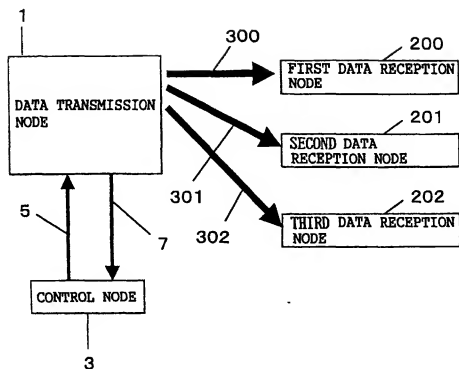 1
300
200
FIRST DATA RECEPTION
NODE
DATA TRANSMISSION
NODE
201
SECOND DATA
RECEPTION NODE
301
202
5
7
302
THIRD DATA RECEPTION
NODE
CONTROL NODE
3